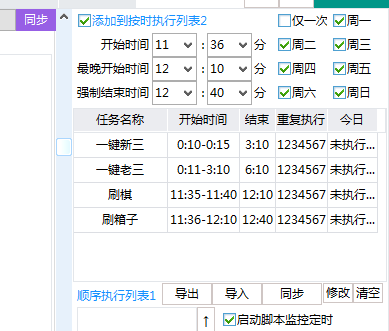 同步
添加到按时执行列表2 仅一次 周一
开始时间 11 : 36 分 周二 周三
最晚开始时间 12 : 10 分 周四 周五
强制结束时间 12 : 40 分 周六 周日
任务名称 开始时间 结束 重复执行 今日
一键新三 0:10-0:15 3:10 1234567 未执行...
一键老三 0:11-3:10 6:10 1234567 未执行...
刷棋 11:35-11:40 12:10 1234567 未执行...
刷箱子 11:36-12:10 12:40 1234567 未执行...
顺序执行列表1 导出 导入 同步 修改 清空
↑ 启动脚本监控定时